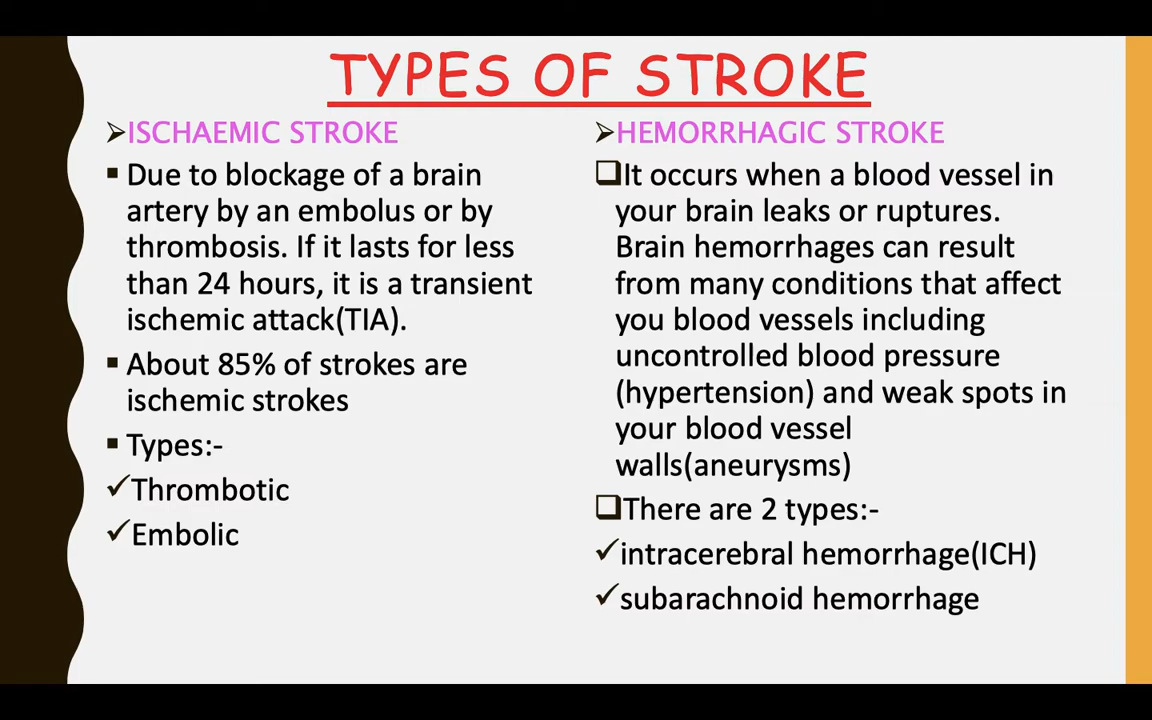 TYPES OF STROKE
➢ISCHAEMIC STROKE
▪ Due to blockage of a brain
artery by an embolus or by
thrombosis. If it lasts for less
than 24 hours, it is a transient
ischemic attack(TIA).
▪ About 85% of strokes are
ischemic strokes
▪ Types:-
✓Thrombotic
✓Embolic
➢HEMORRHAGIC STROKE
❑It occurs when a blood vessel in
your brain leaks or ruptures.
Brain hemorrhages can result
from many conditions that affect
you blood vessels including
uncontrolled blood pressure
(hypertension) and weak spots in
your blood vessel
walls(aneurysms)
❑There are 2 types:-
✓intracerebral hemorrhage(ICH)
✓subarachnoid hemorrhage